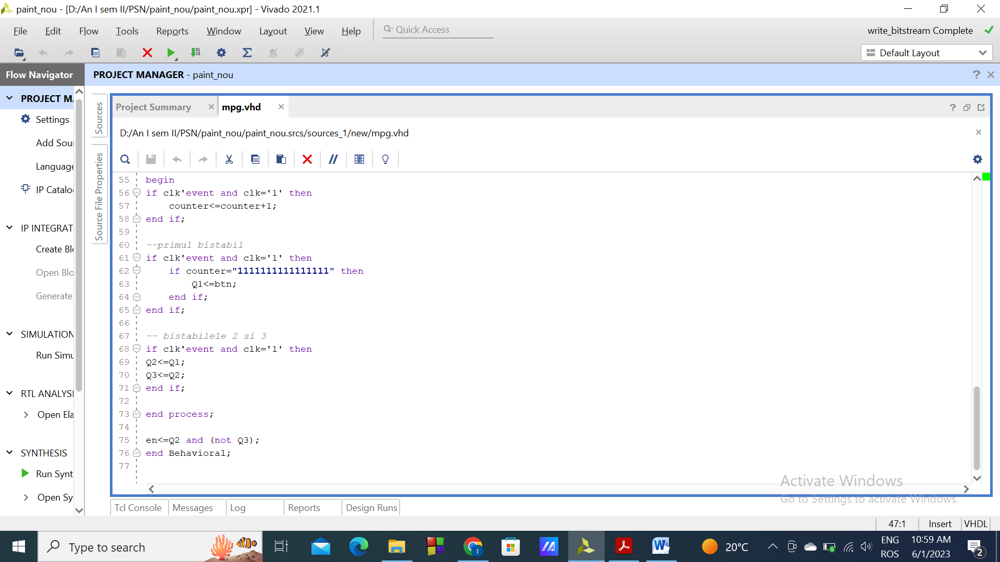 paint_nou - [D:/An I sem II/PSN/paint_nou/paint_nou.xpr] - Vivado 2021.1
File Edit Flow Tools Reports Window Layout View Help Quick Access
write_bitstream Complete
Default Layout
Flow Navigator
PROJECT MANAGER - paint_nou
PROJECT MA
Settings
Add Sou
Language
IP Catalo
IP INTEGRAT
Create Blo
Open Blo
Generate
SIMULATION
Run Simu
RTL ANALYSI
Open Ela
SYNTHESIS
Run Synt
Open Sy
Sources
Source File Properties
Project Summary
mpg.vhd
D:/An I sem II/PSN/paint_nou/paint_nou.srcs/sources_1/new/mpg.vhd
55 begin
56 if clk'event and clk='1' then
57 counter<=counter+1;
58 end if;
59
60 --primul bistabil
61 if clk'event and clk='1' then
62 if counter="1111111111111111" then
63 Q1<=btn;
64 end if;
65 end if;
66
67 -- bistabilele 2 si 3
68 if clk'event and clk='1' then
69 Q2<=Q1;
70 Q3<=Q2;
71 end if;
72
73 end process;
74
75 en<=Q2 and (not Q3);
76 end Behavioral;
77
Activate Windows
Go to Settings to activate Windows.
Tcl Console Messages Log Reports Design Runs
47:1 Insert VHDL
Type to search
20°C
ENG
ROS
10:59 AM
6/1/2023
2